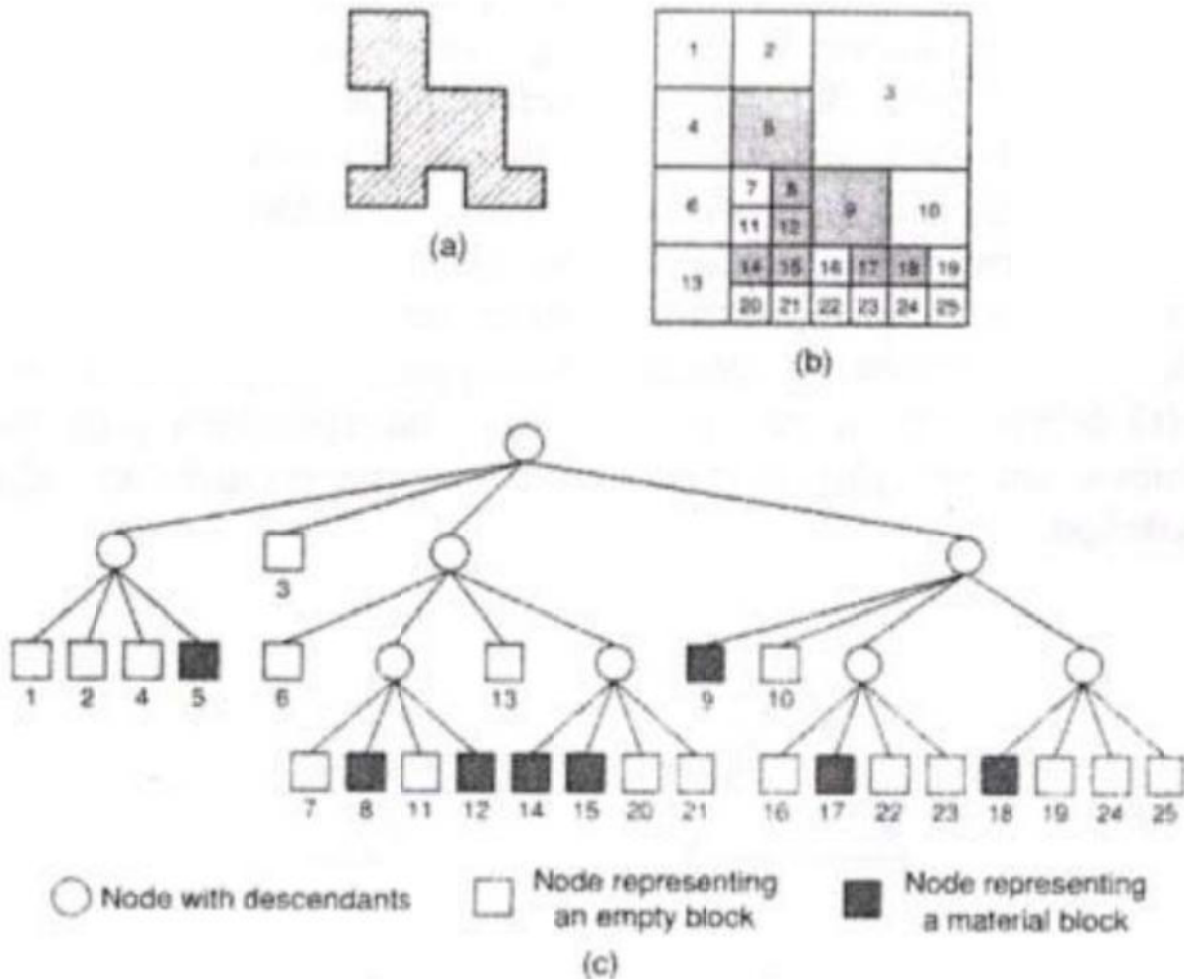 1 2 3
4 5
6 7 8 9 10
11 12
13 14 15 16 17 18 19
20 21 22 23 24 25
(a)
(b)
3
1 2 4 5 6 13 9 10
7 8 11 12 14 15 20 21 16 17 22 23 18 19 24 25
Node with descendants
Node representing
an empty block
Node representing
a material block
(c)